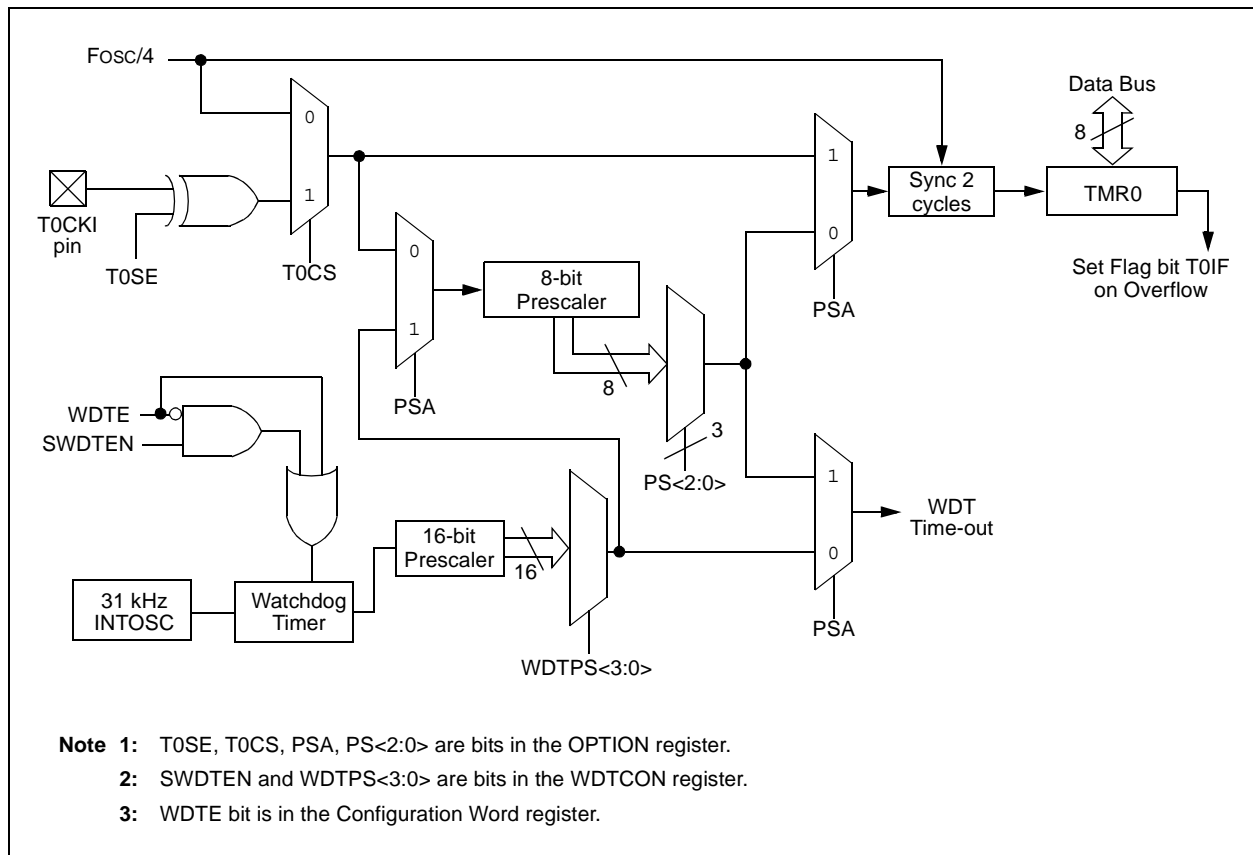 FOSC/4
Data Bus
8
0
1
T0CKI
pin
T0SE
T0CS
1
0
PSA
Sync 2
cycles
TMR0
Set Flag bit T0IF
on Overflow
0
1
PSA
8-bit
Prescaler
8
3
PS<2:0>
WDTE
SWDTEN
1
0
PSA
WDT
Time-out
16-bit
Prescaler
16
31 kHz
INTOSC
Watchdog
Timer
WDTPS<3:0>
Note 1: T0SE, T0CS, PSA, PS<2:0> are bits in the OPTION register.
2: SWDTEN and WDTPS<3:0> are bits in the WDTCON register.
3: WDTE bit is in the Configuration Word register.